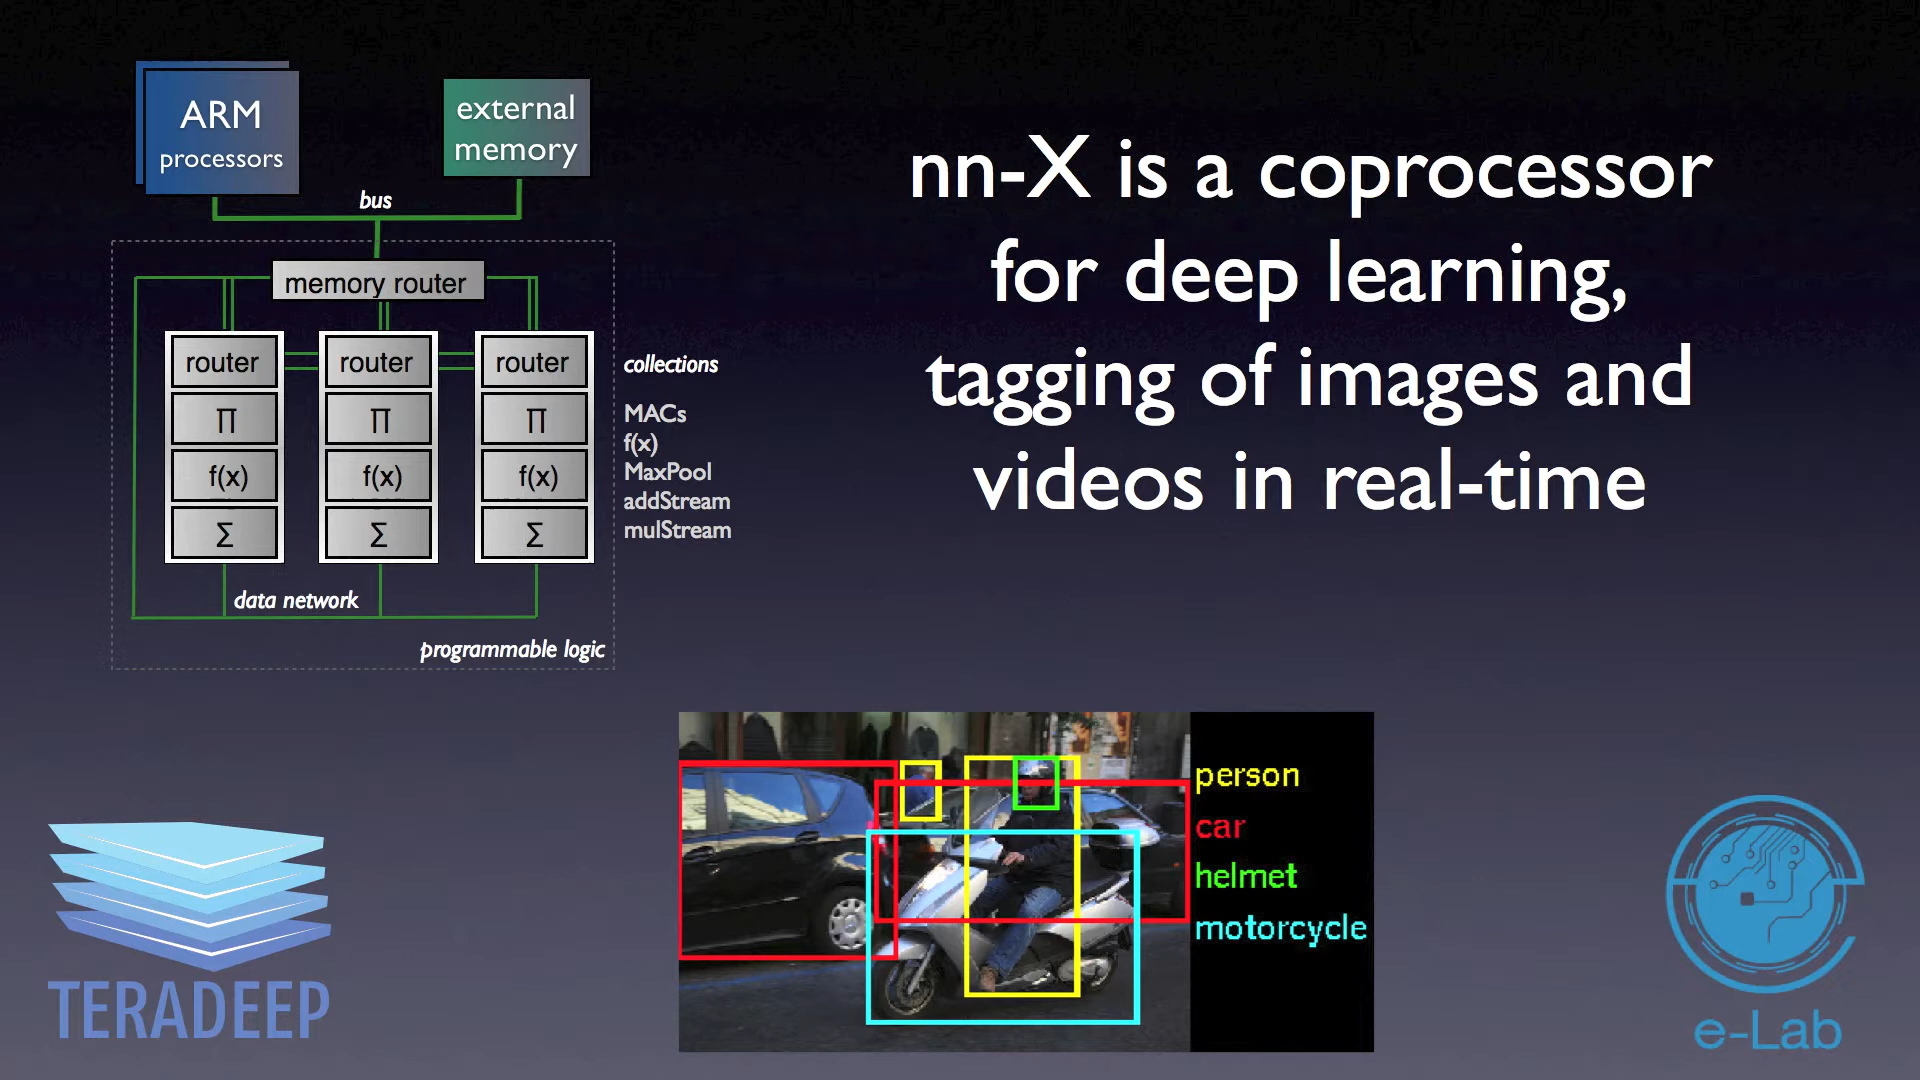 ARM
processors
external
memory
bus
memory router
router router router
∏ ∏ ∏
f(x) f(x) f(x)
∑ ∑ ∑
collections
MACs
f(x)
MaxPool
addStream
mulStream
data network
programmable logic
nn-X is a coprocessor
for deep learning,
tagging of images and
videos in real-time
person
car
helmet
motorcycle
TERADEEP
e-Lab